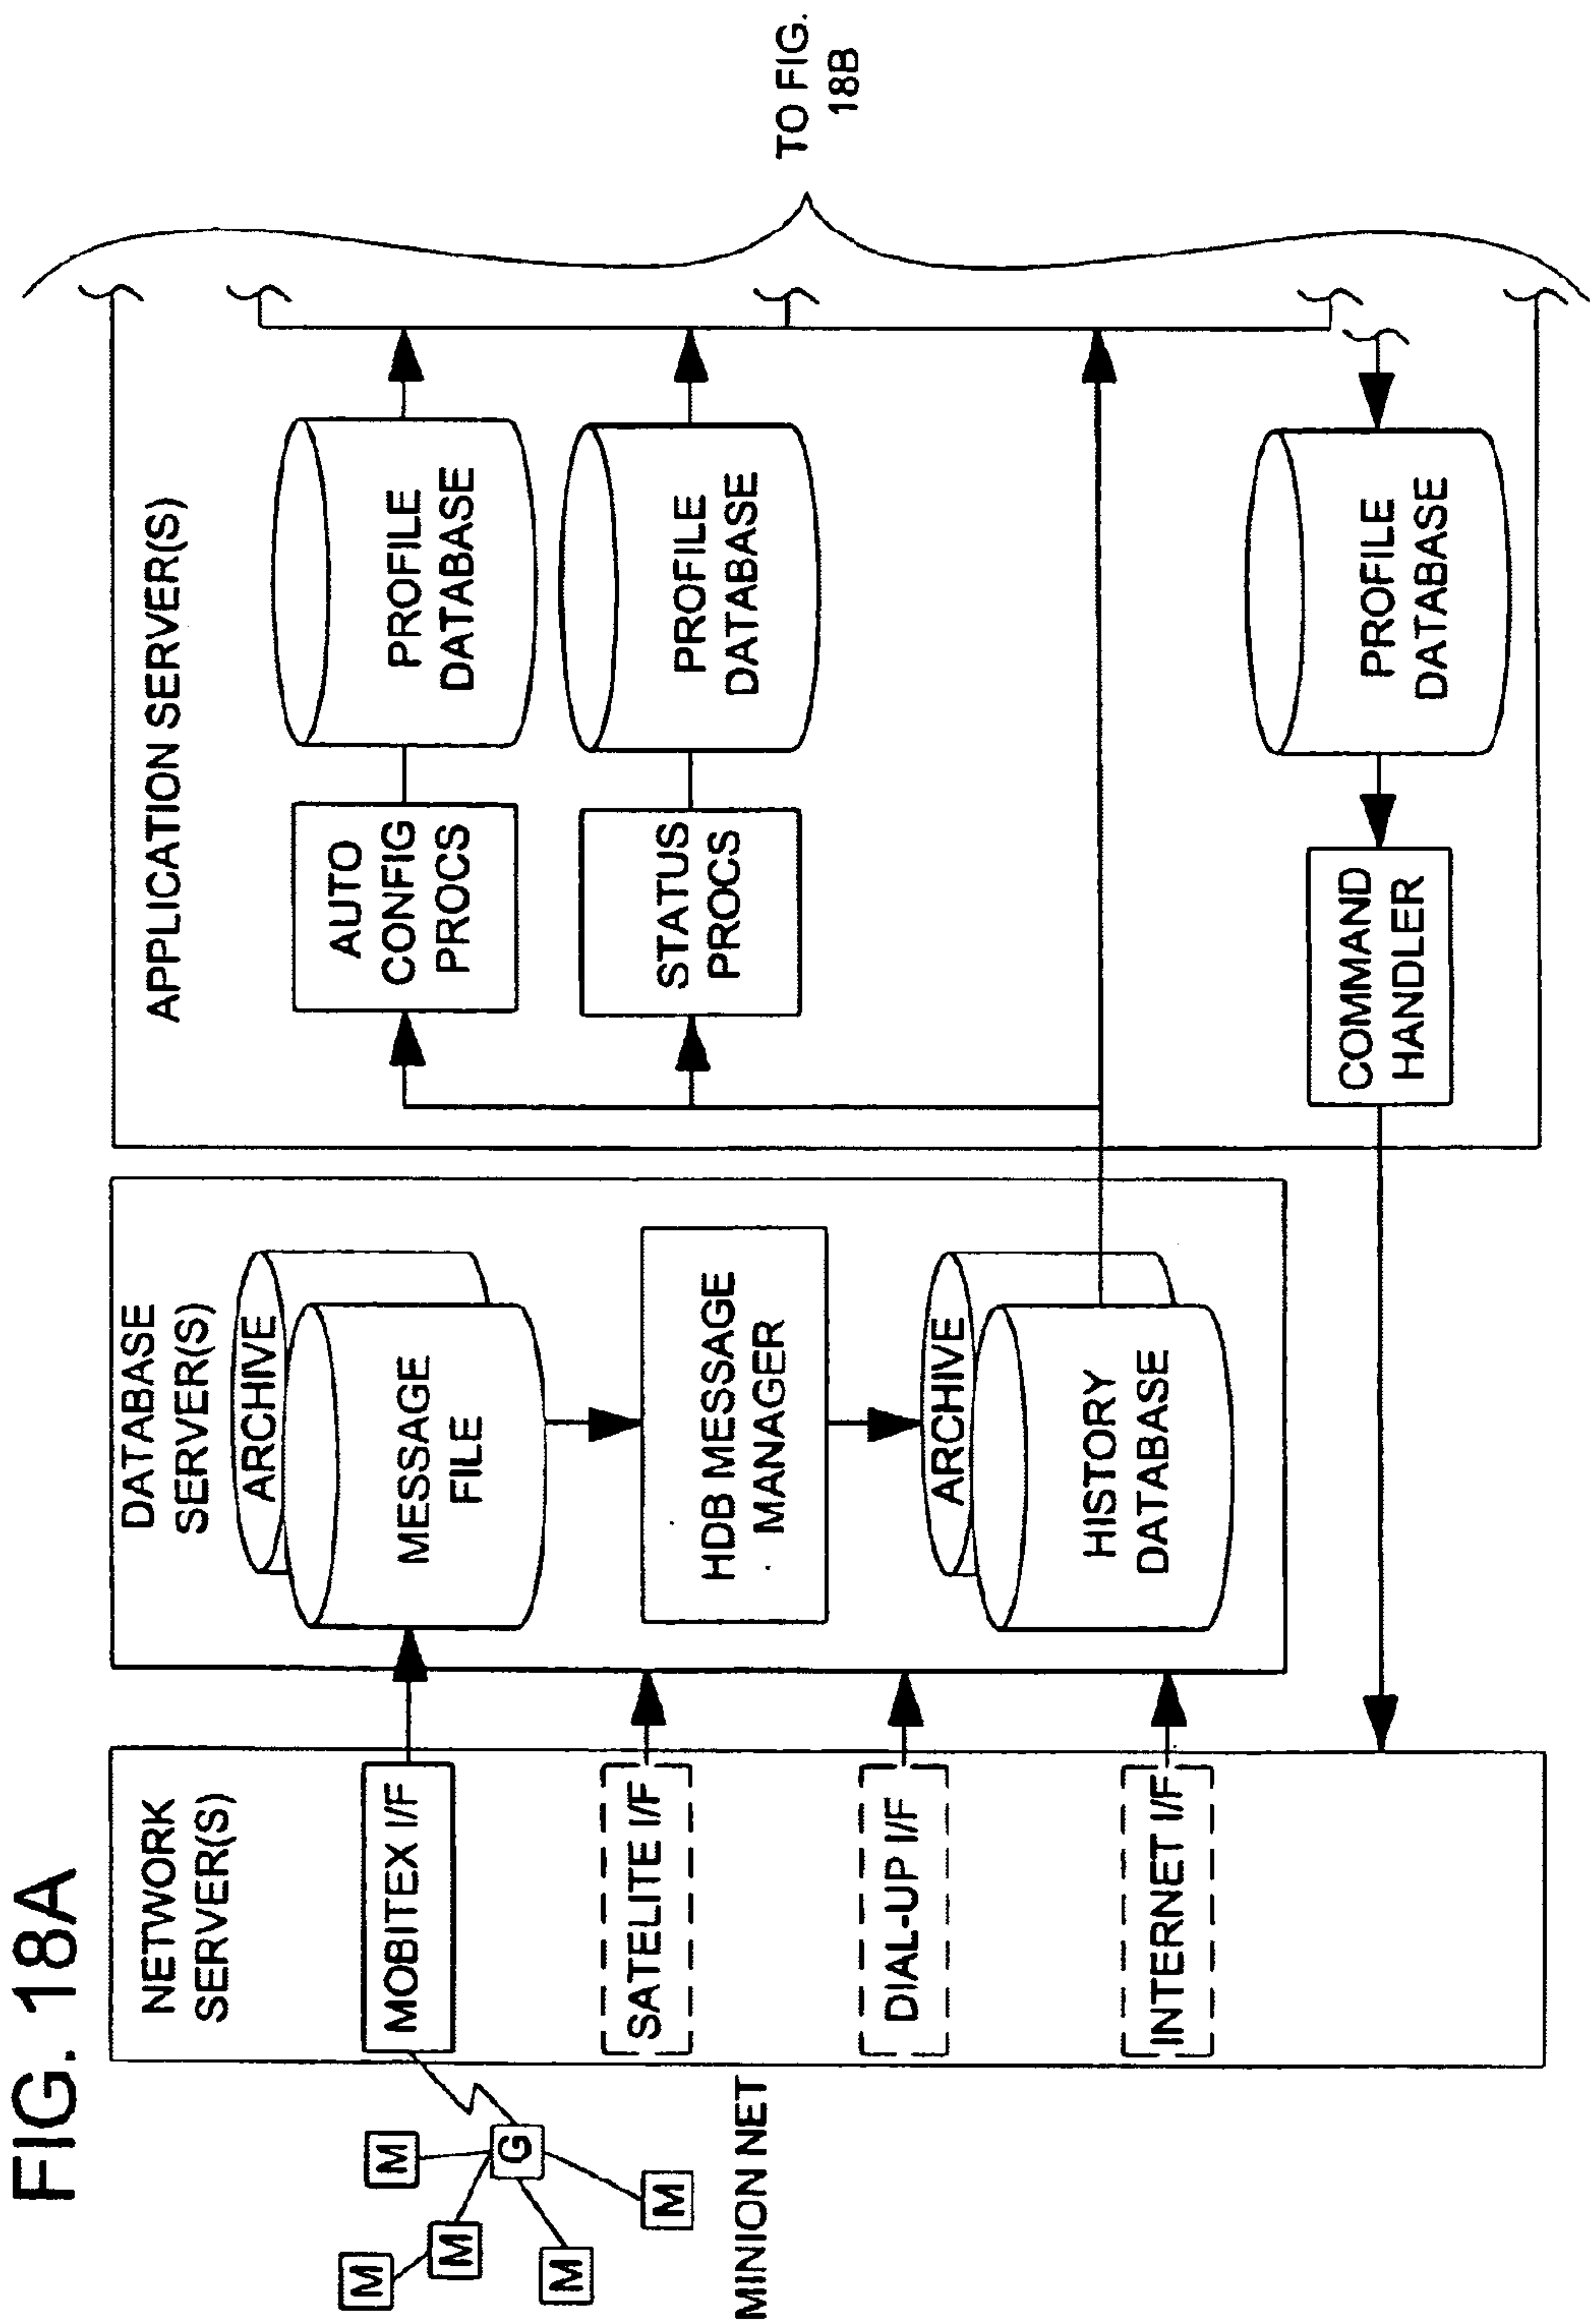 FIG. 18A
NETWORK
SERVER(S)
MOBITEX I/F
SATELITE I/F
DIAL-UP I/F
INTERNET I/F
M
M
M
M
M
G
MINION NET
DATABASE
SERVER(S)
ARCHIVE
MESSAGE
FILE
HDB MESSAGE
MANAGER
ARCHIVE
HISTORY
DATABASE
APPLICATION SERVER(S)
AUTO
CONFIG
PROCS
PROFILE
DATABASE
STATUS
PROCS
PROFILE
DATABASE
COMMAND
HANDLER
PROFILE
DATABASE
TO FIG.
18B